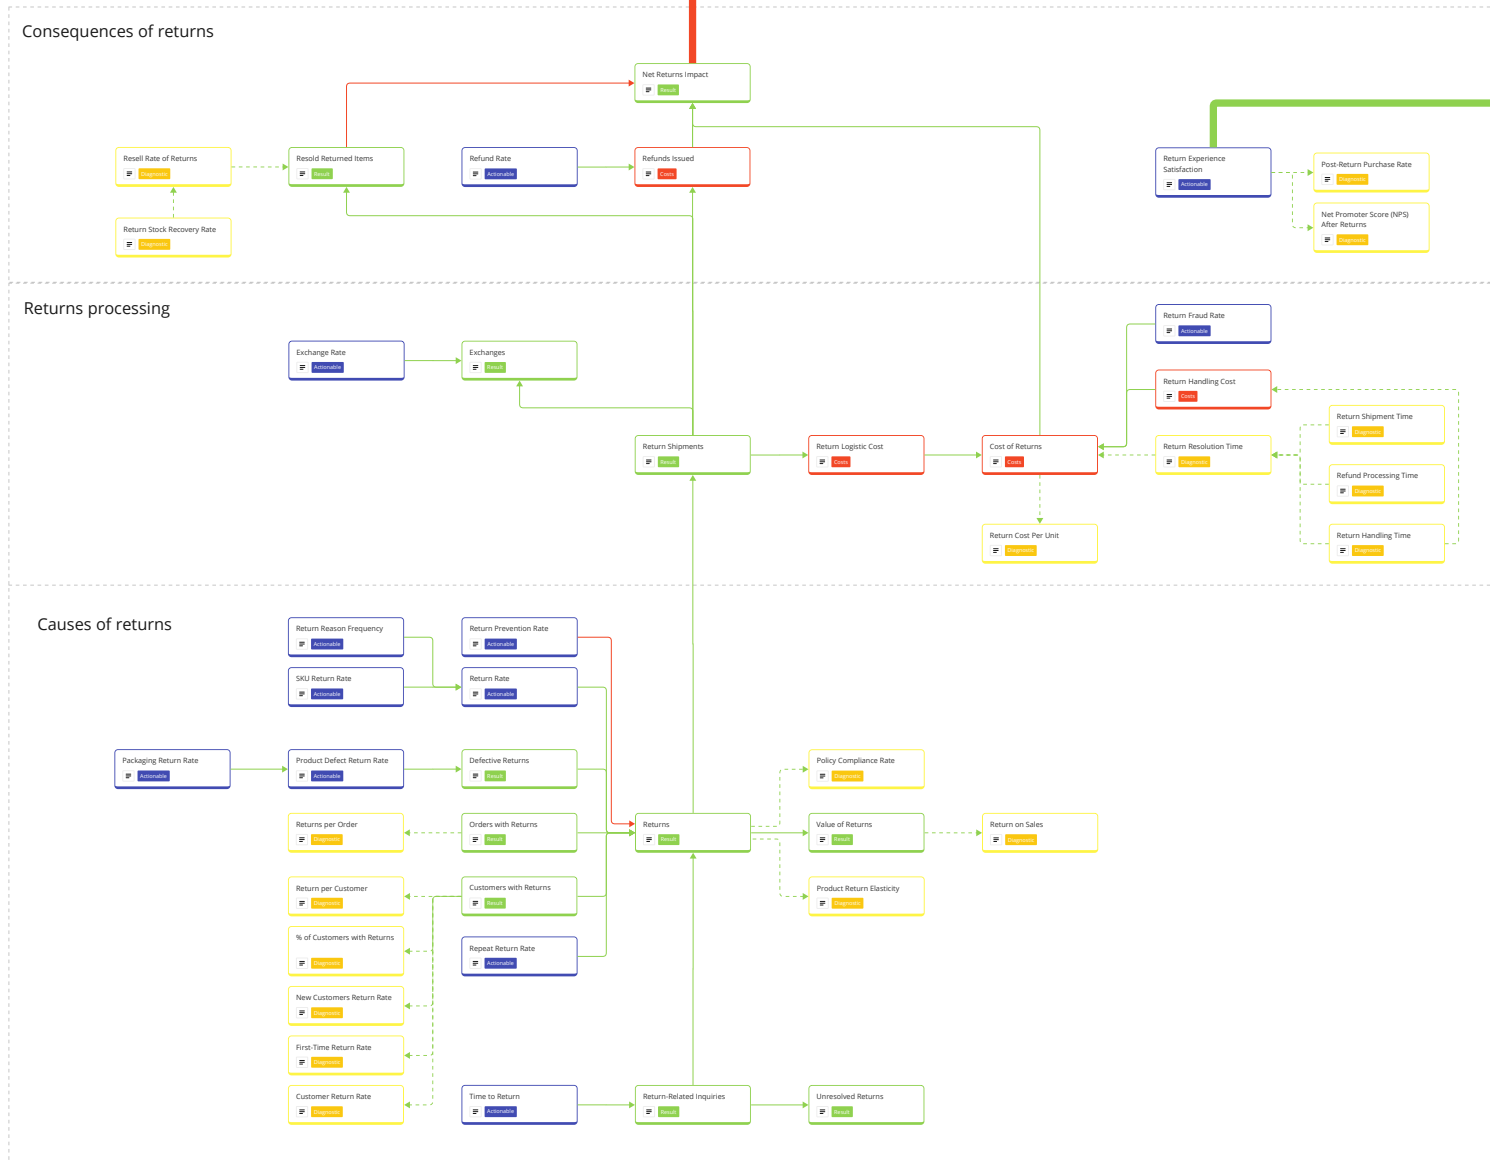 Consequences of returns
Net Returns Impact
Result
Resell Rate of Returns
Diagnostic
Resold Returned Items
Result
Refund Rate
Actionable
Refunds Issued
Costs
Return Experience
Satisfaction
Actionable
Post-Return Purchase Rate
Diagnostic
Return Stock Recovery Rate
Diagnostic
Net Promoter Score (NPS)
After Returns
Diagnostic
Returns processing
Return Fraud Rate
Actionable
Exchange Rate
Actionable
Exchanges
Result
Return Handling Cost
Costs
Return Shipment Time
Diagnostic
Return Shipments
Result
Return Logistic Cost
Costs
Cost of Returns
Costs
Return Resolution Time
Diagnostic
Refund Processing Time
Diagnostic
Return Cost Per Unit
Diagnostic
Return Handling Time
Diagnostic
Causes of returns
Return Reason Frequency
Actionable
Return Prevention Rate
Actionable
SKU Return Rate
Actionable
Return Rate
Actionable
Packaging Return Rate
Actionable
Product Defect Return Rate
Actionable
Defective Returns
Result
Policy Compliance Rate
Diagnostic
Returns per Order
Diagnostic
Orders with Returns
Result
Returns
Result
Value of Returns
Result
Return on Sales
Diagnostic
Return per Customer
Diagnostic
Customers with Returns
Result
Product Return Elasticity
Diagnostic
% of Customers with Returns
Diagnostic
Repeat Return Rate
Actionable
New Customers Return Rate
Diagnostic
First-Time Return Rate
Diagnostic
Customer Return Rate
Diagnostic
Time to Return
Actionable
Return-Related Inquiries
Result
Unresolved Returns
Result